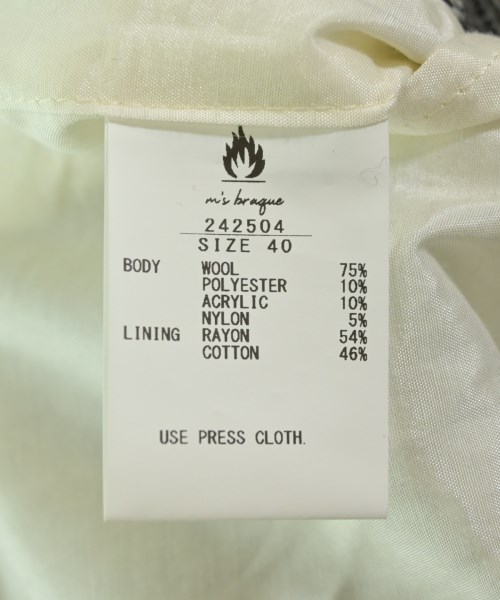 m's braque
242504
SIZE 40
BODY WOOL 75%
POLYESTER 10%
ACRYLIC 10%
NYLON 5%
LINING RAYON 54%
COTTON 46%
USE PRESS CLOTH.